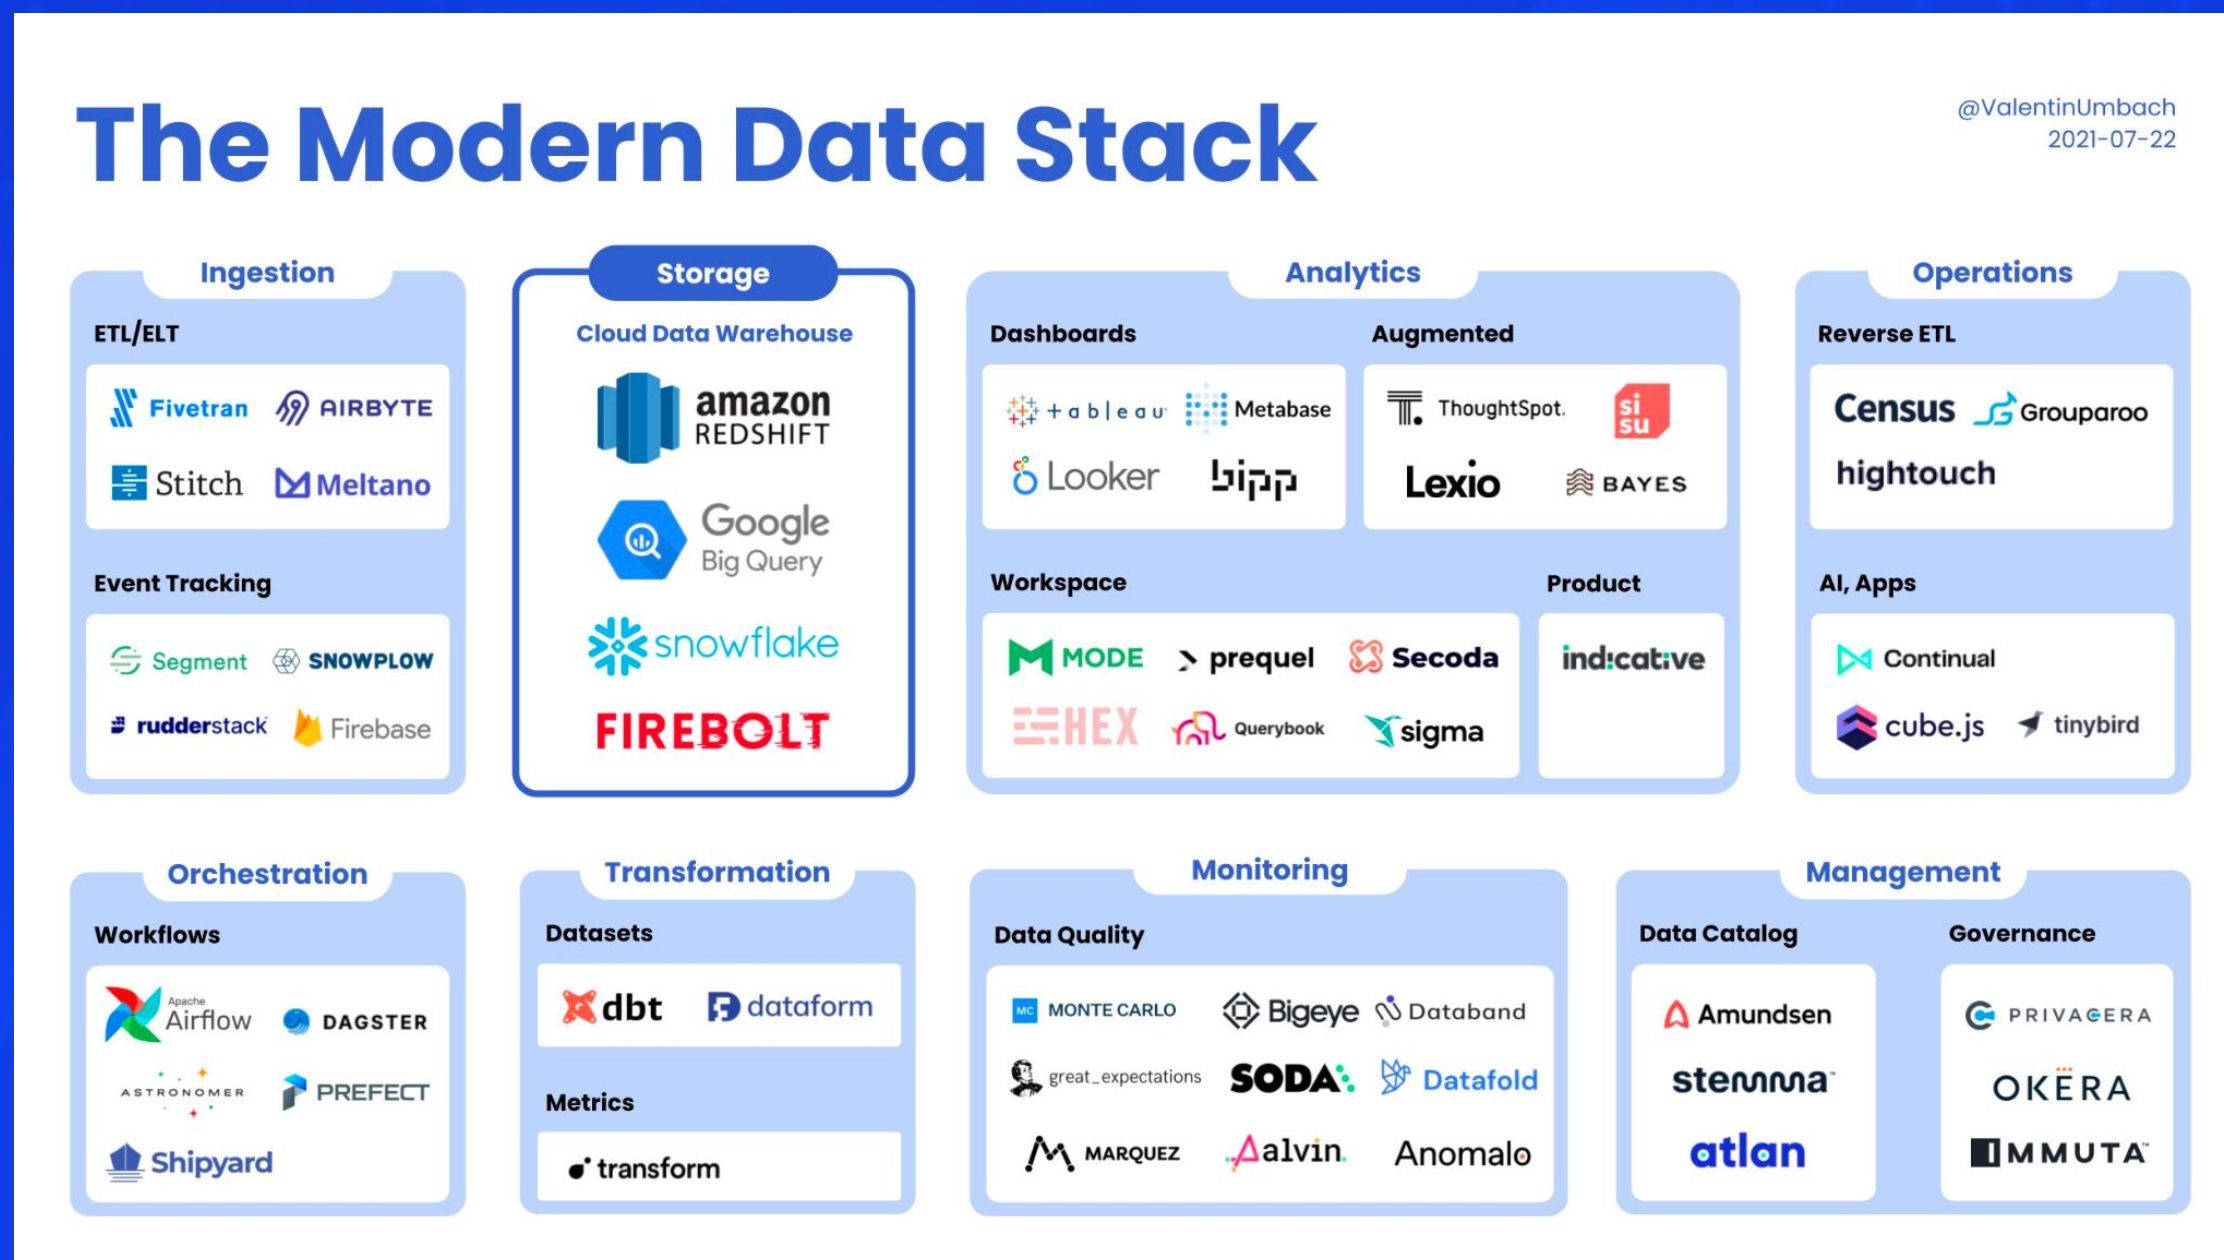 The Modern Data Stack
@ValentinUmbach
2021-07-22
Ingestion
ETL/ELT
Fivetran
AIRBYTE
Stitch
Meltano
Event Tracking
Segment
SNOWPLOW
rudderstack
Firebase
Storage
Cloud Data Warehouse
amazon
REDSHIFT
Google
Big Query
snowflake
FIREBOLT
Analytics
Dashboards
tableau
Metabase
Looker
bipp
Augmented
ThoughtSpot.
si
su
Lexio
BAYES
Workspace
MODE
prequel
Secoda
HEX
Querybook
sigma
Product
ind:cat:ve
Operations
Reverse ETL
Census
Grouparoo
hightouch
AI, Apps
Continual
cube.js
tinybird
Orchestration
Workflows
Apache
Airflow
DAGSTER
ASTRONOMER
PREFECT
Shipyard
Transformation
Datasets
dbt
dataform
Metrics
transform
Monitoring
Data Quality
MC MONTE CARLO
Bigeye
Databand
great_expectations
SODA
Datafold
MARQUEZ
alvin.
Anomalo
Management
Data Catalog
Amundsen
stemma™
atlan
Governance
PRIVACERA
OKERA
IMMUTA™